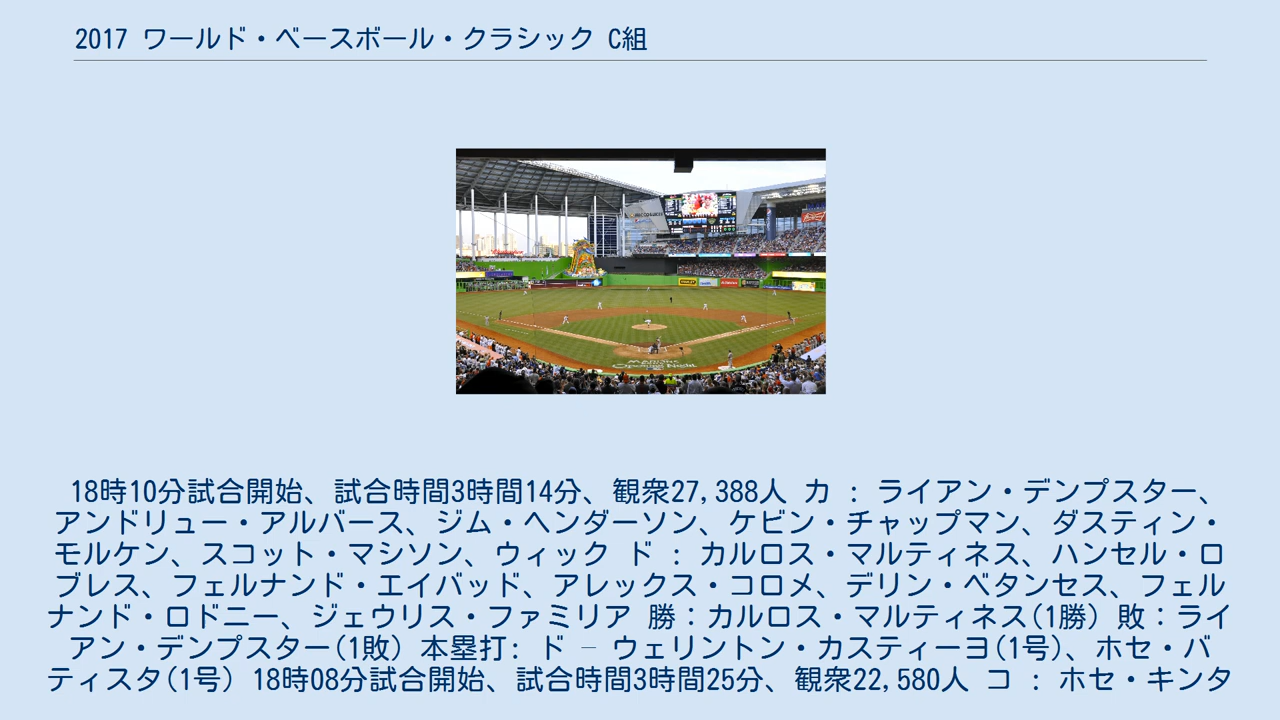 2017 ワールド・ベースボール・クラシック C組
18時10分試合開始、試合時間3時間14分、観衆27,388人 カ : ライアン・デンプスター、
アンドリュー・アルバース、ジム・ヘンダーソン、ケビン・チャップマン、ダスティン・
モルケン、スコット・マシソン、ウィック ド : カルロス・マルティネス、ハンセル・ロ
ブレス、フェルナンド・エイバッド、アレックス・コロメ、デリン・ベタンセス、フェル
ナンド・ロドニー、ジェウリス・ファミリア 勝：カルロス・マルティネス(1勝) 敗：ライ
アン・デンプスター(1敗) 本塁打: ド – ウェリントン・カスティーヨ(1号)、ホセ・バ
ティスタ(1号) 18時08分試合開始、試合時間3時間25分、観衆22,580人 コ : ホセ・キンタ